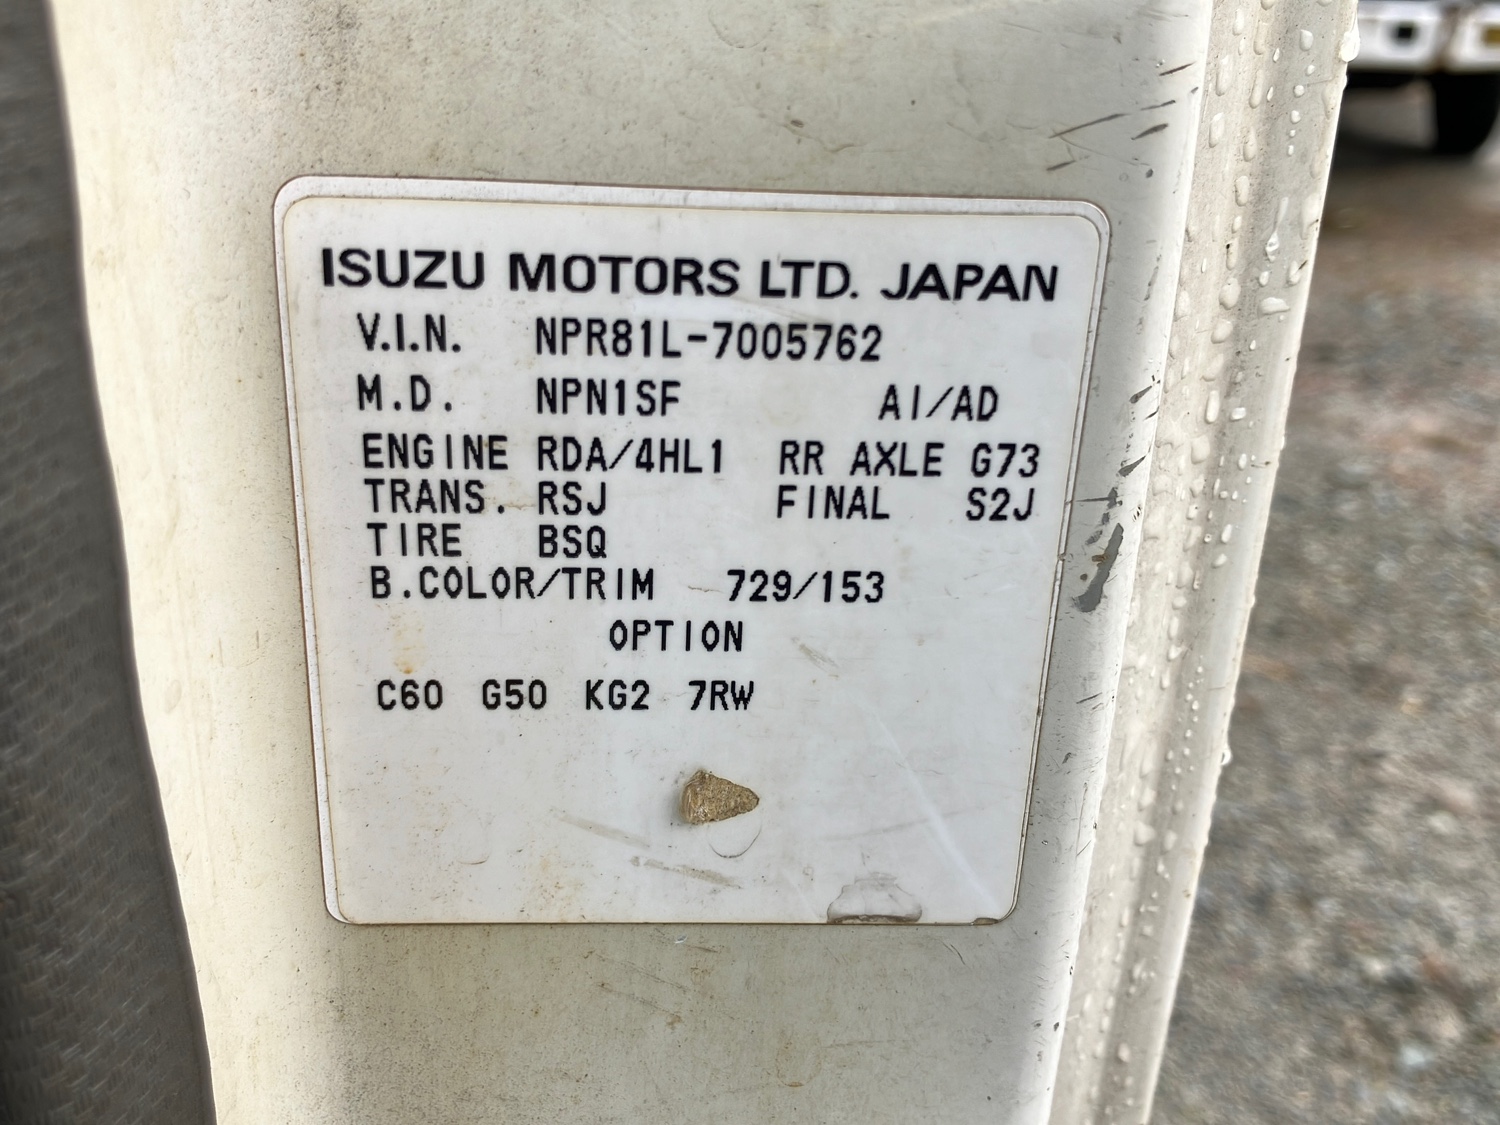 ISUZU MOTORS LTD. JAPAN
V.I.N. NPR81L-7005762
M.D. NPN1SF AI/AD
ENGINE RDA/4HL1 RR AXLE G73
TRANS. RSJ FINAL S2J
TIRE BSQ
B.COLOR/TRIM 729/153
OPTION
C60 G50 KG2 7RW